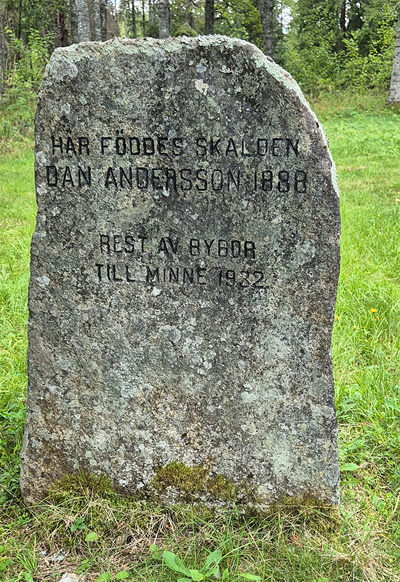 HÄR FÖDDES SKALDEN
DAN ANDERSSON 1888
REST AV BYBOR
TILL MINNE 1932